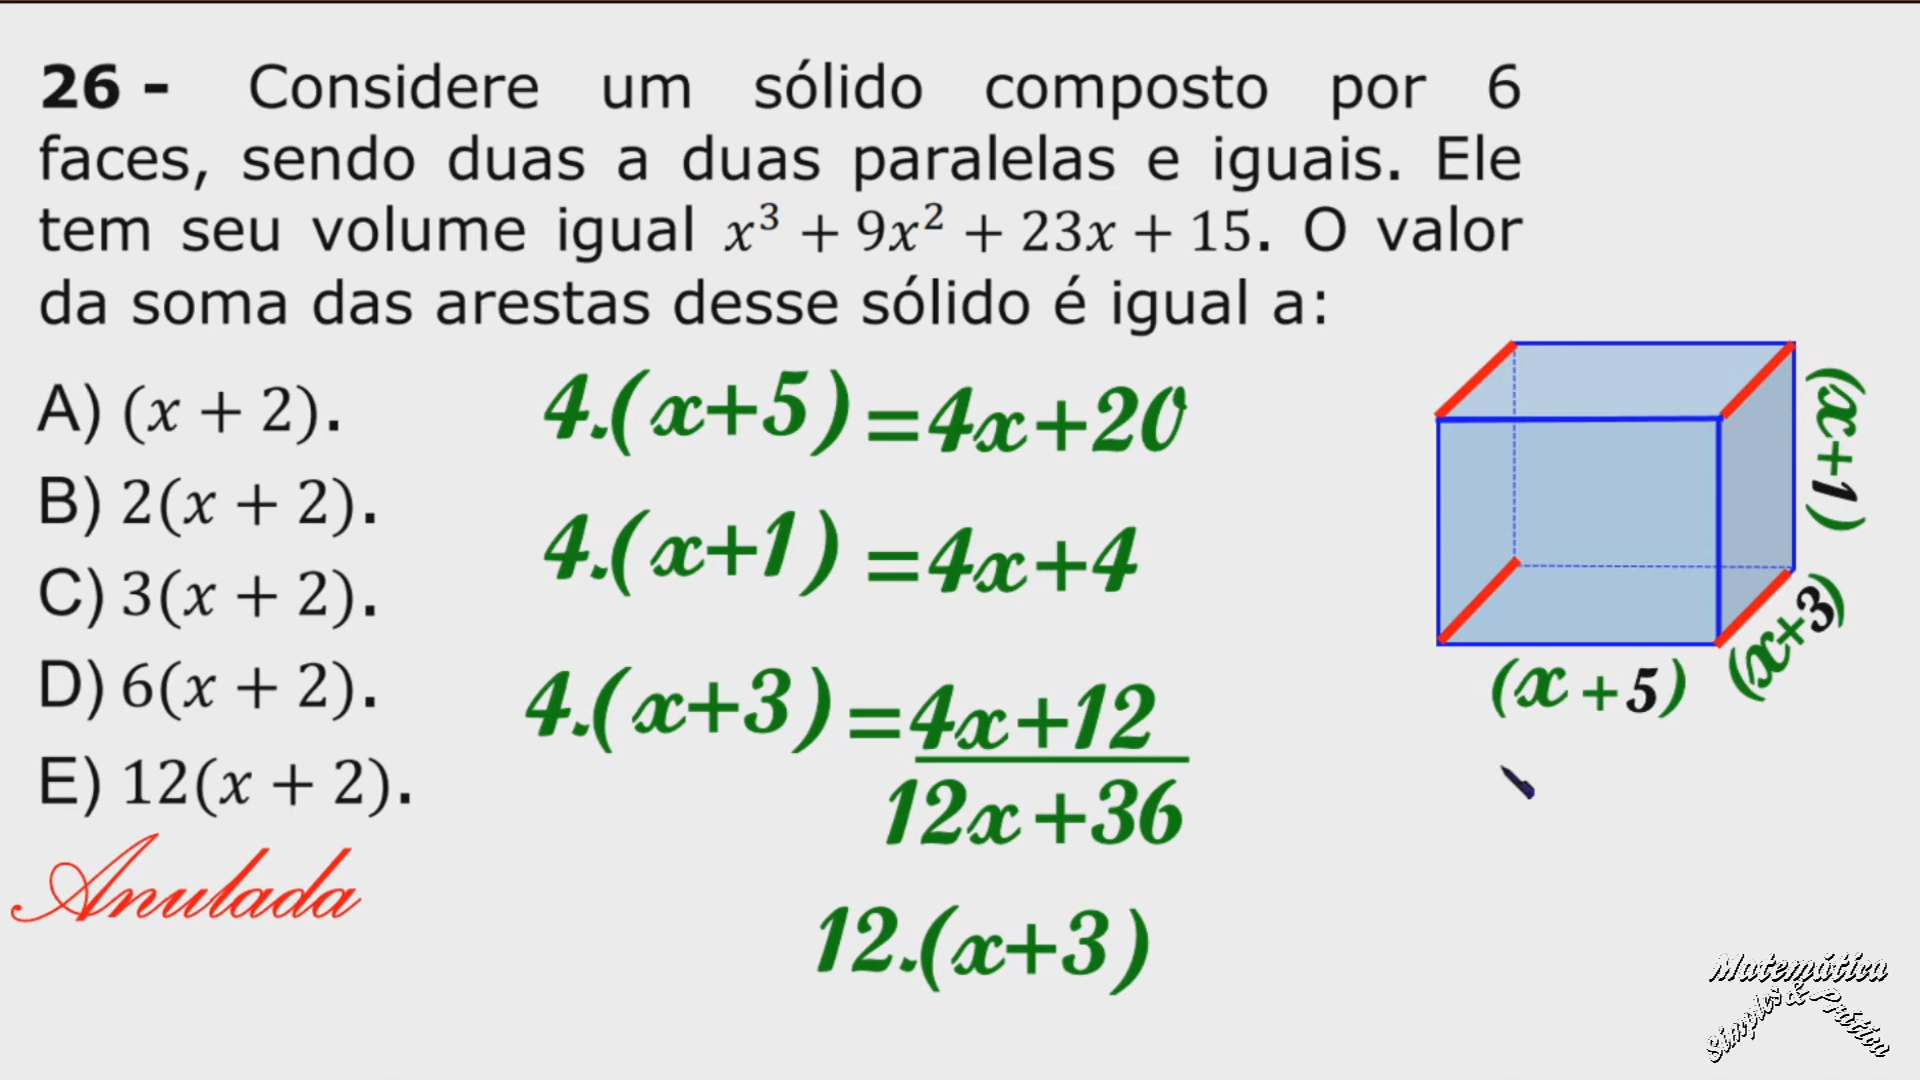 26 - Considere um sólido composto por 6
faces, sendo duas a duas paralelas e iguais. Ele
tem seu volume igual x³ + 9x² + 23x + 15. O valor
da soma das arestas desse sólido é igual a:
A) (x + 2).
B) 2(x + 2).
C) 3(x + 2).
D) 6(x + 2).
E) 12(x + 2).
Anulada
4.(x+5) =4x+20
4.(x+1) =4x+4
4.(x+3) =4x+12
12x+36
12.(x+3)
(x+1)
(x+3)
(x+5)
Matemática
Simples & Prática